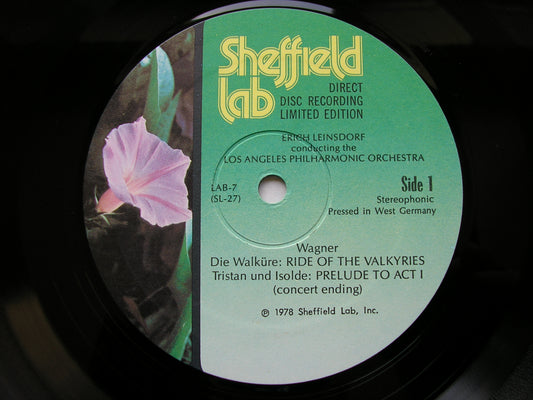 Sheffield
lab
DIRECT
DISC RECORDING
LIMITED EDITION
ERICH LEINSDORF
conducting the
LOS ANGELES PHILHARMONIC ORCHESTRA
LAB-7
(SL-27)
Side 1
Stereophonic
Pressed in West Germany
Wagner
Die Walküre: RIDE OF THE VALKYRIES
Tristan und Isolde: PRELUDE TO ACT I
(concert ending)
℗ 1978 Sheffield Lab, Inc.